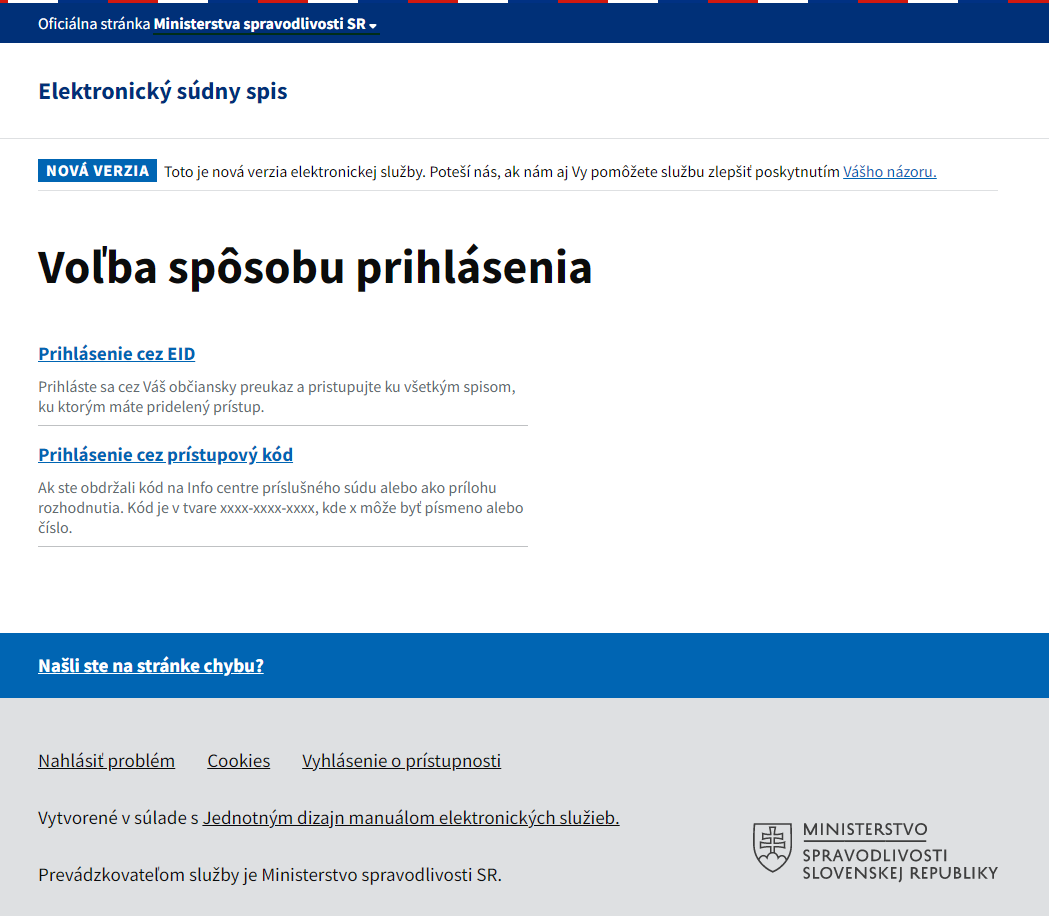 Oficiálna stránka Ministerstva spravodlivosti SR
Elektronický súdny spis
NOVÁ VERZIA Toto je nová verzia elektronickej služby. Poteší nás, ak nám aj Vy pomôžete službu zlepšiť poskytnutím Vášho názoru.
Voľba spôsobu prihlásenia
Prihlásenie cez EID
Prihláste sa cez Váš občiansky preukaz a pristupujte ku všetkým spisom,
ku ktorým máte pridelený prístup.
Prihlásenie cez prístupový kód
Ak ste obdržali kód na Info centre príslušného súdu alebo ako prílohu
rozhodnutia. Kód je v tvare xxxx-xxxx-xxxx, kde x môže byť písmeno alebo
číslo.
Našli ste na stránke chybu?
Nahlásiť problém Cookies Vyhlásenie o prístupnosti
Vytvorené v súlade s Jednotným dizajn manuálom elektronických služieb.
Prevádzkovateľom služby je Ministerstvo spravodlivosti SR.
MINISTERSTVO
SPRAVODLIVOSTI
SLOVENSKEJ REPUBLIKY